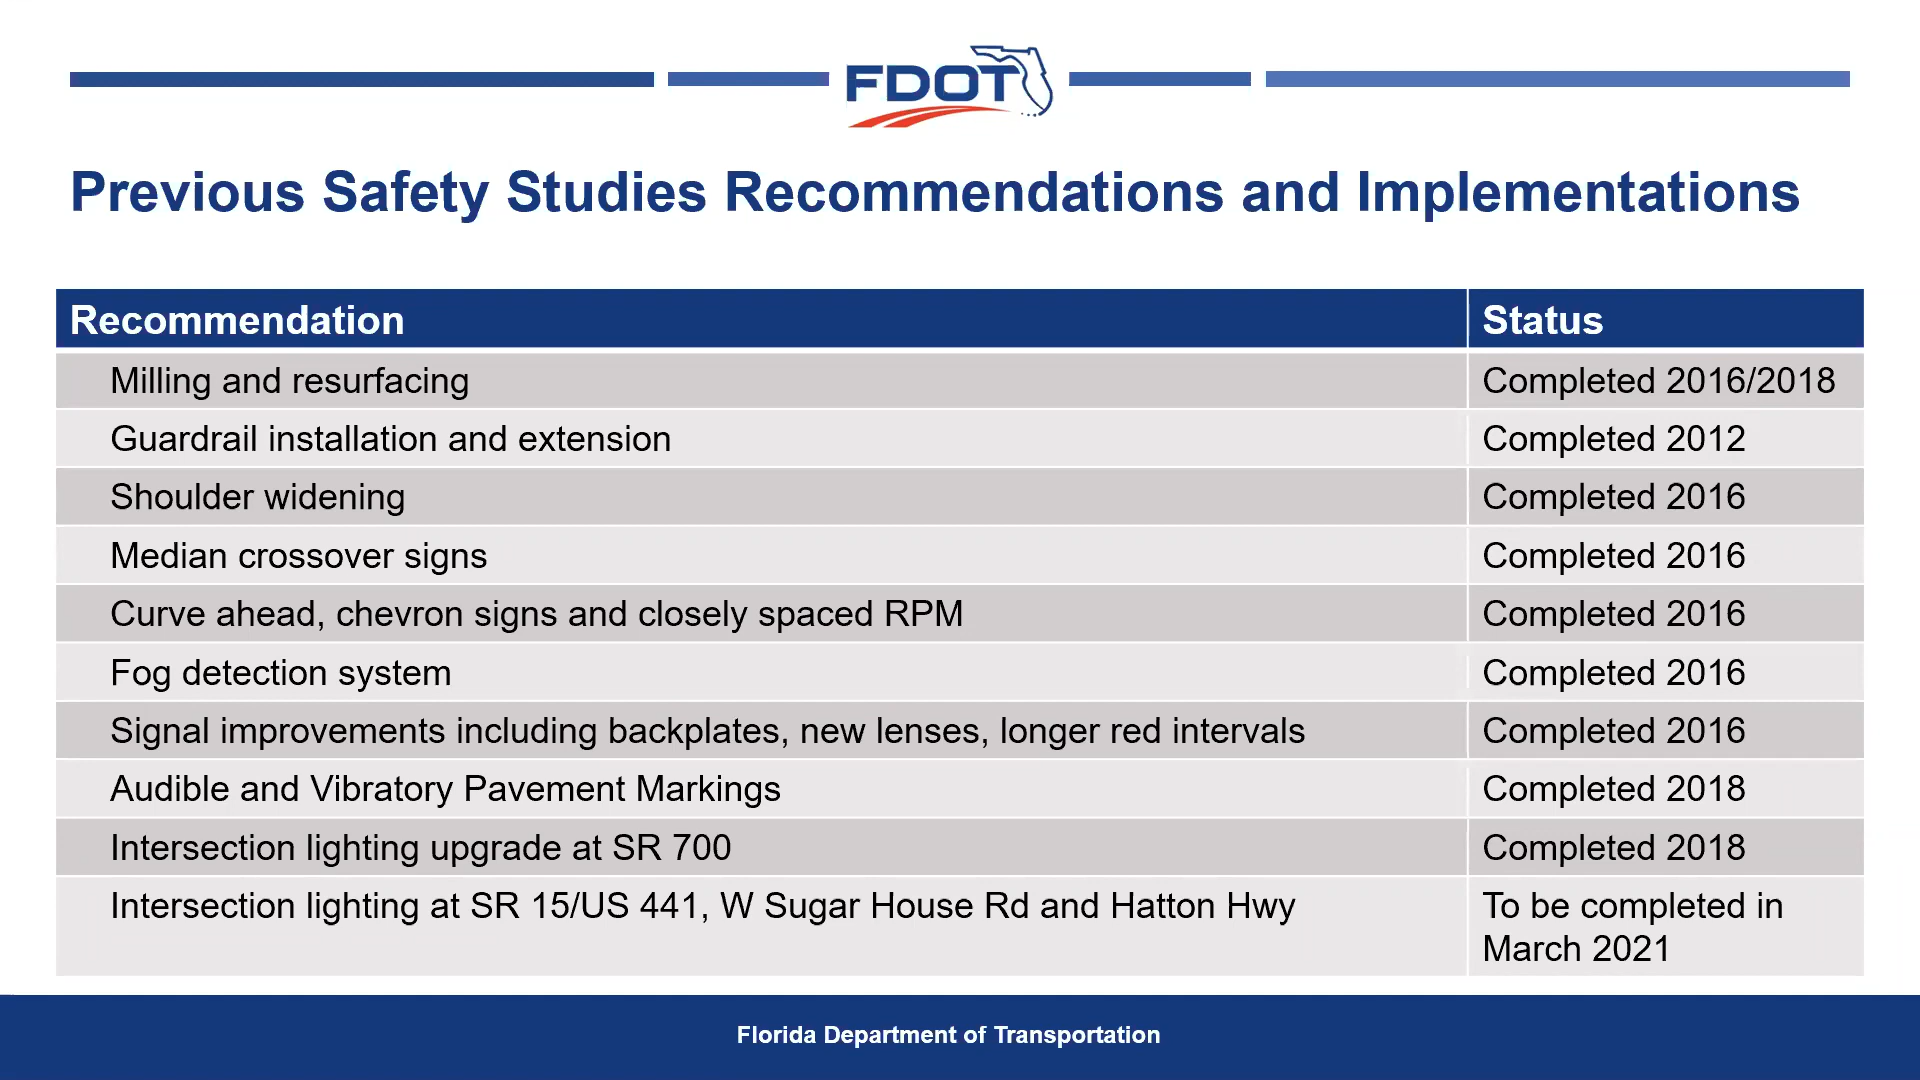 FDOT
Previous Safety Studies Recommendations and Implementations
Recommendation Status
Milling and resurfacing Completed 2016/2018
Guardrail installation and extension Completed 2012
Shoulder widening Completed 2016
Median crossover signs Completed 2016
Curve ahead, chevron signs and closely spaced RPM Completed 2016
Fog detection system Completed 2016
Signal improvements including backplates, new lenses, longer red intervals Completed 2016
Audible and Vibratory Pavement Markings Completed 2018
Intersection lighting upgrade at SR 700 Completed 2018
Intersection lighting at SR 15/US 441, W Sugar House Rd and Hatton Hwy To be completed in
March 2021
Florida Department of Transportation